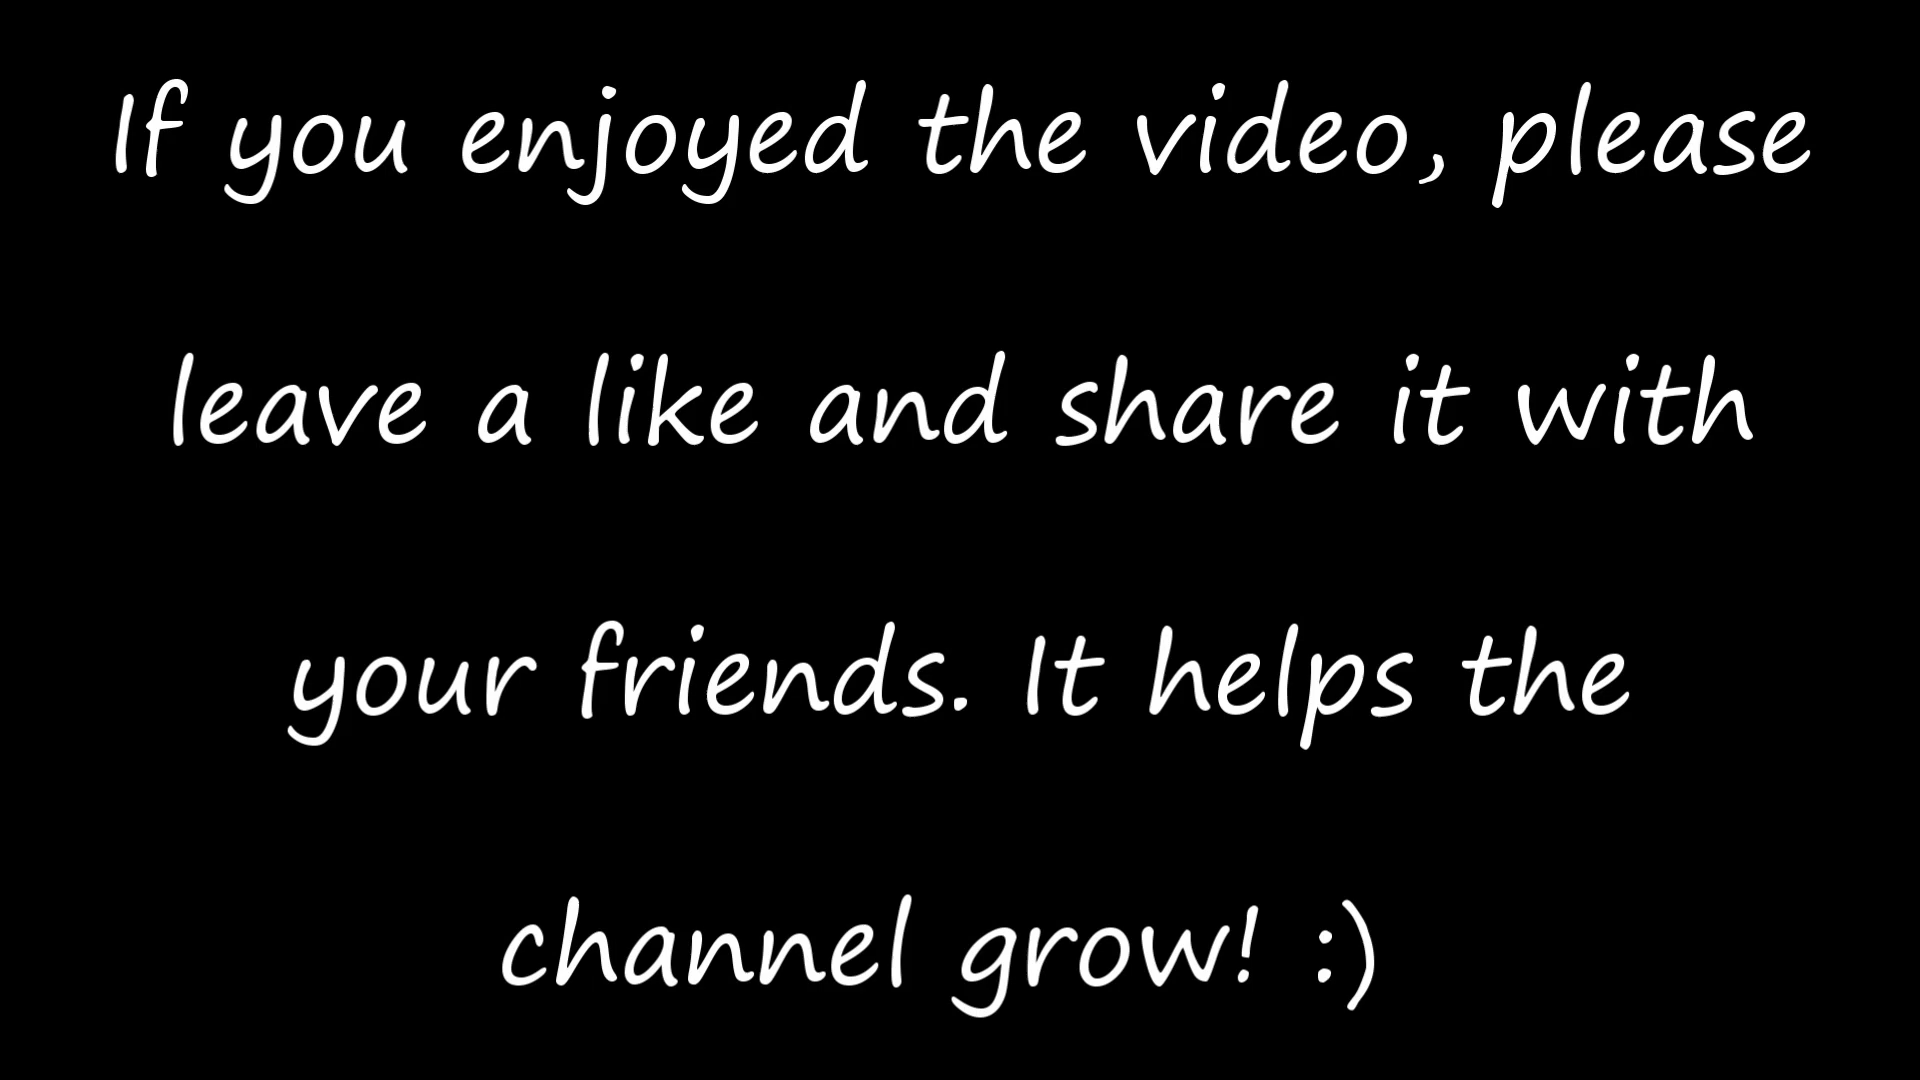 If you enjoyed the video, please
leave a like and share it with
your friends. It helps the
channel grow! :)